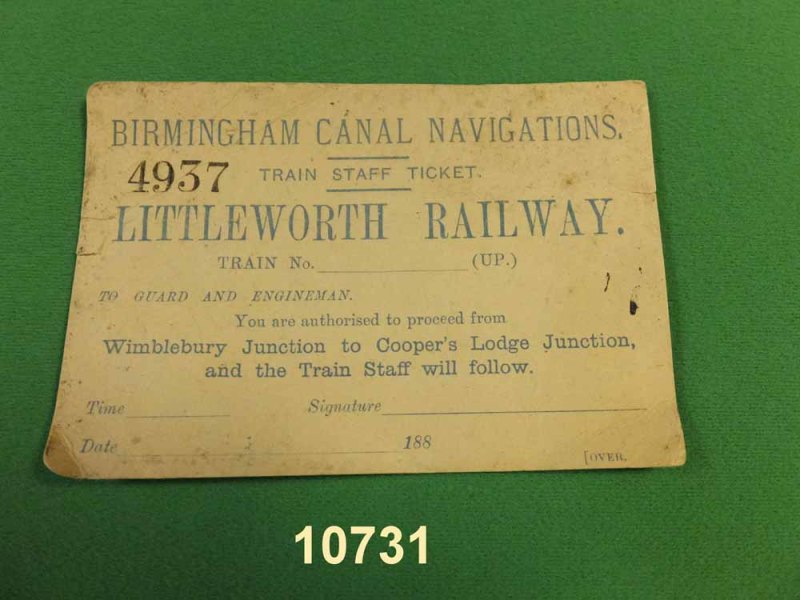 BIRMINGHAM CANAL NAVIGATIONS.
4937 TRAIN STAFF TICKET.
LITTLEWORTH RAILWAY.
TRAIN No. (UP.)
TO GUARD AND ENGINEMAN.
You are authorised to proceed from
Wimblebury Junction to Cooper's Lodge Junction,
and the Train Staff will follow.
Time Signature
Date 188
[OVER.
10731